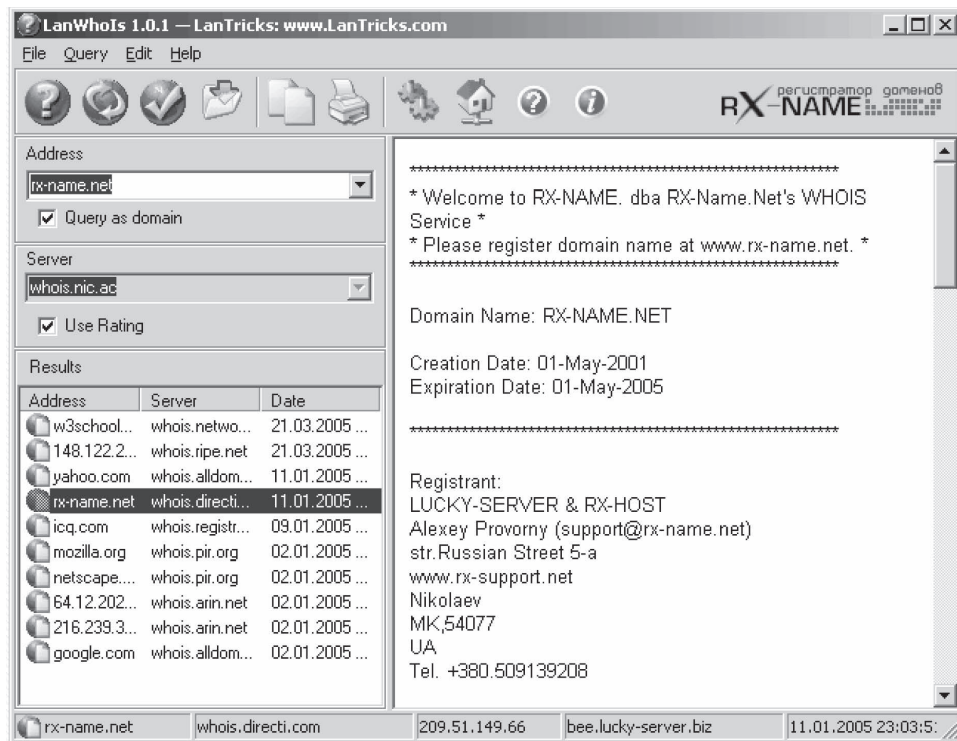 LanWhoIs 1.0.1 — LanTricks: www.LanTricks.com
File Query Edit Help
RX-NAME регистратор доменов
Address
rx-name.net
Query as domain
Server
whois.nic.ac
Use Rating
Results
Address Server Date
w3school... whois.netwo... 21.03.2005 ...
148.122.2... whois.ripe.net 21.03.2005 ...
yahoo.com whois.alldom... 11.01.2005 ...
rx-name.net whois.directi... 11.01.2005 ...
icq.com whois.registr... 09.01.2005 ...
mozilla.org whois.pir.org 02.01.2005 ...
netscape.... whois.pir.org 02.01.2005 ...
64.12.202... whois.arin.net 02.01.2005 ...
216.239.3... whois.arin.net 02.01.2005 ...
google.com whois.alldom... 02.01.2005 ...
**********************************************************************
* Welcome to RX-NAME. dba RX-Name.Net's WHOIS
Service *
* Please register domain name at www.rx-name.net. *
**********************************************************************
Domain Name: RX-NAME.NET
Creation Date: 01-May-2001
Expiration Date: 01-May-2005
**********************************************************************
Registrant:
LUCKY-SERVER & RX-HOST
Alexey Provorny (support@rx-name.net)
str.Russian Street 5-a
www.rx-support.net
Nikolaev
MK,54077
UA
Tel. +380.509139208
rx-name.net whois.directi.com 209.51.149.66 bee.lucky-server.biz 11.01.2005 23:03:5